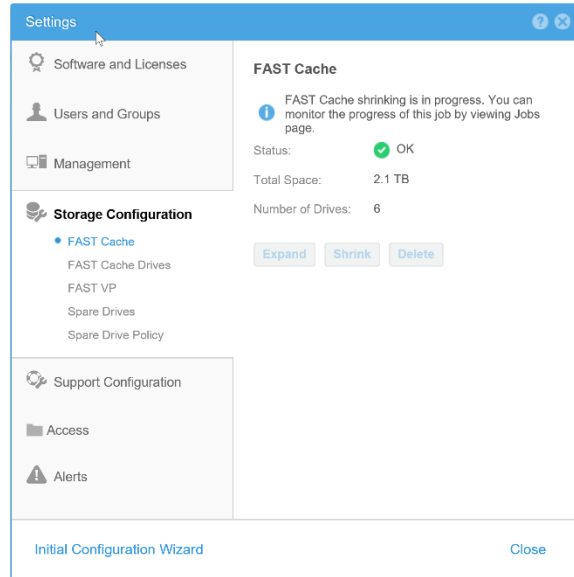 Settings
Software and Licenses
Users and Groups
Management
Storage Configuration
FAST Cache
FAST Cache Drives
FAST VP
Spare Drives
Spare Drive Policy
Support Configuration
Access
Alerts
FAST Cache
FAST Cache shrinking is in progress. You can
monitor the progress of this job by viewing Jobs
page.
Status: OK
Total Space: 2.1 TB
Number of Drives: 6
Expand Shrink Delete
Initial Configuration Wizard Close